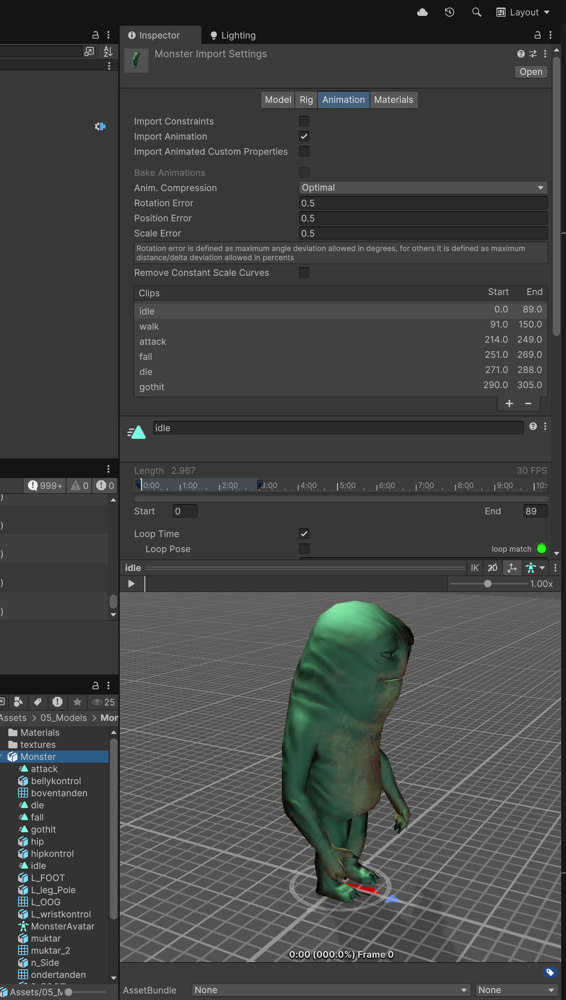 Layout
Inspector
Lighting
Monster Import Settings
Open
Model
Rig
Animation
Materials
Import Constraints
Import Animation
Import Animated Custom Properties
Bake Animations
Anim. Compression
Optimal
Rotation Error
0.5
Position Error
0.5
Scale Error
0.5
Rotation error is defined as maximum angle deviation allowed in degrees, for others it is defined as maximum
distance/delta deviation allowed in percents
Remove Constant Scale Curves
Clips Start End
idle 0.0 89.0
walk 91.0 150.0
attack 214.0 249.0
fall 251.0 269.0
die 271.0 288.0
gothit 290.0 305.0
idle
Length 2.967 30 FPS
0:00 1:00 2:00 3:00 4:00 5:00 6:00 7:00 8:00 9:00 10:
Start 0 End 89
Loop Time
Loop Pose loop match
idle IK 2D
1.00x
0:00 (000.0%) Frame 0
AssetBundle None None
999+ 0 0
)
)
)
)
)
25
Assets > 05_Models > Mon
Materials
textures
Monster
attack
bellykontrol
boventanden
die
fall
gothit
hip
hipkontrol
idle
L_FOOT
L_leg_Pole
L_OOG
L_wristkontrol
MonsterAvatar
muktar
muktar_2
n_Side
ondertanden
Assets/05_M